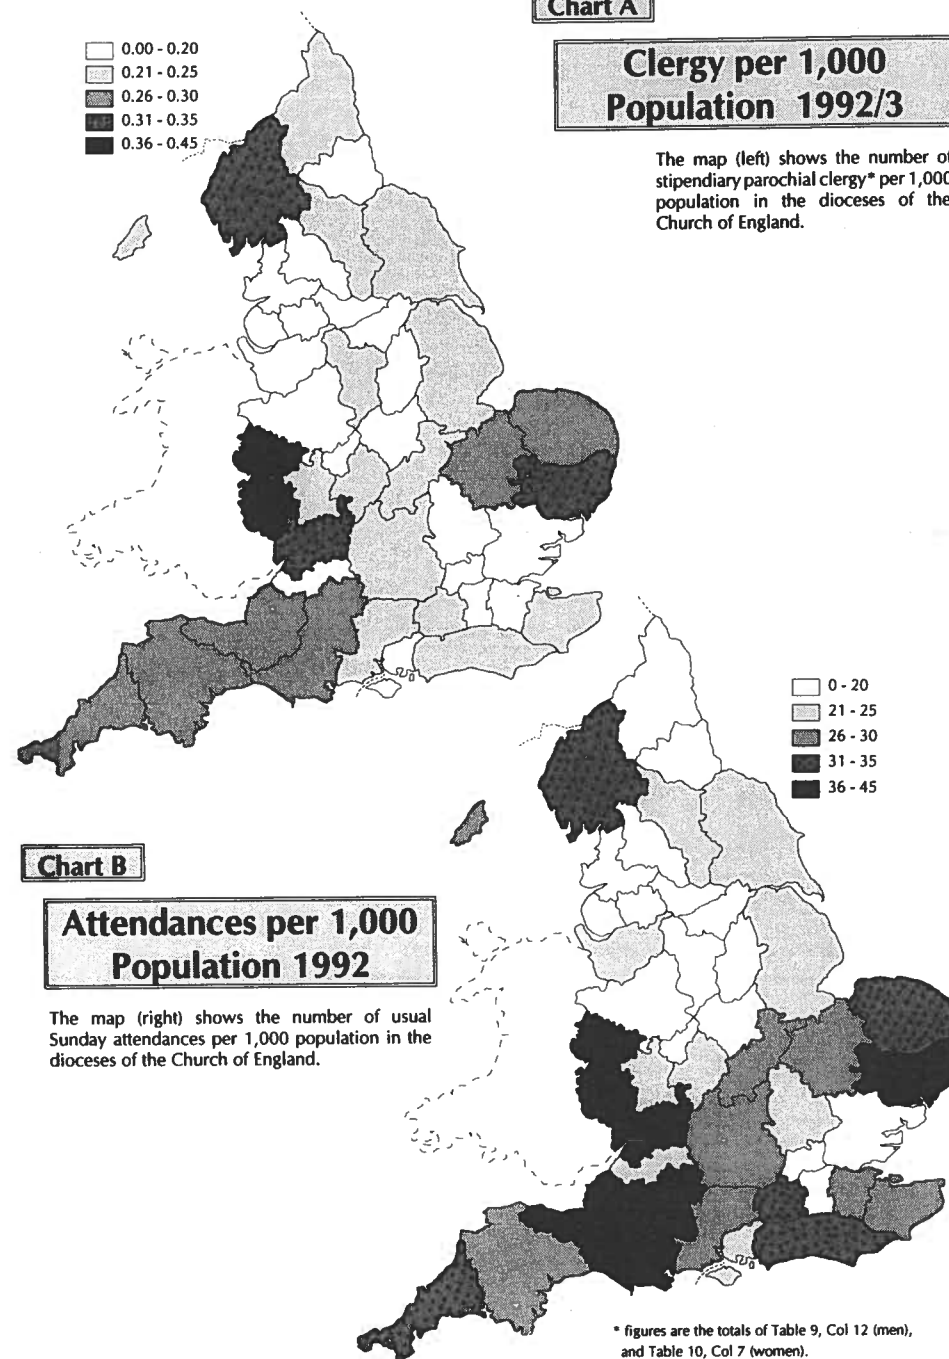 Chart A
Clergy per 1,000
Population 1992/3
0.00 - 0.20
0.21 - 0.25
0.26 - 0.30
0.31 - 0.35
0.36 - 0.45
The map (left) shows the number of
stipendiary parochial clergy* per 1,000
population in the dioceses of the
Church of England.
0 - 20
21 - 25
26 - 30
31 - 35
36 - 45
Chart B
Attendances per 1,000
Population 1992
The map (right) shows the number of usual
Sunday attendances per 1,000 population in the
dioceses of the Church of England.
* figures are the totals of Table 9, Col 12 (men),
and Table 10, Col 7 (women).